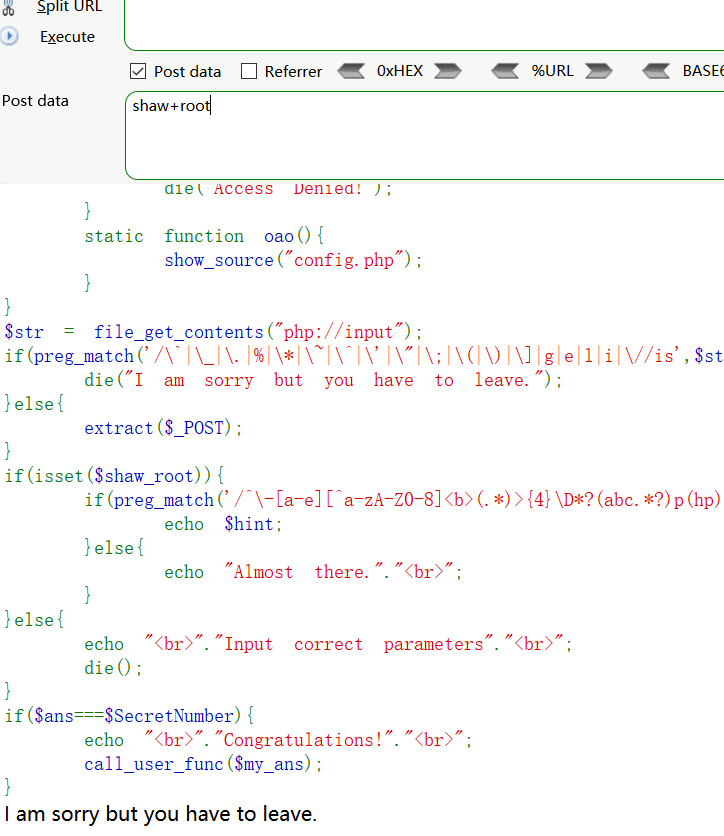 Split URL
Execute
Post data Referrer 0xHEX %URL BASE6
Post data
shaw+root
die( Access Denied! );
}
static function oao(){
show_source("config.php");
}
}
$str = file_get_contents("php://input");
if(preg_match('/\`|\_|\.|%|\*|\~|\^|\'|\"|\;|\(|\)|\]|g|e|l|i|\//is',$st
die("I am sorry but you have to leave.");
}else{
extract($_POST);
}
if(isset($shaw_root)){
if(preg_match('/^\-[a-e][^a-zA-Z0-8]<b>(.*)>{4}\D*?(abc.*?)p(hp)
echo $hint;
}else{
echo "Almost there."."<br>";
}
}else{
echo "<br>"."Input correct parameters"."<br>";
die();
}
if($ans===$SecretNumber){
echo "<br>"."Congratulations!"."<br>";
call_user_func($my_ans);
}
I am sorry but you have to leave.